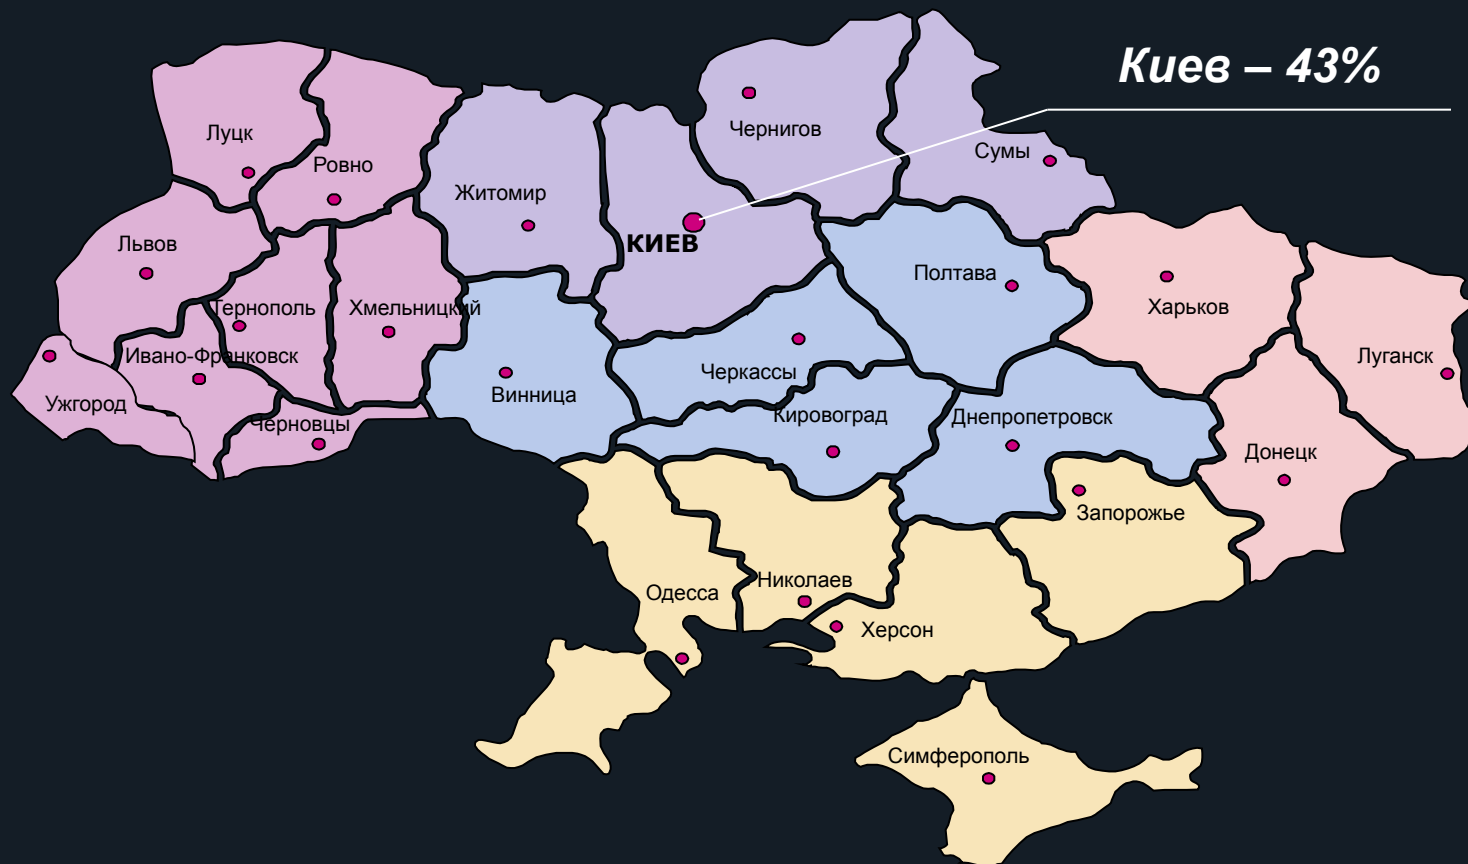 Киев – 43%
Чернигов
Луцк
Сумы
Ровно
Житомир
КИЕВ
Львов
Полтава
Тернополь
Хмельницкий
Харьков
Ивано-Франковск
Луганск
Черкассы
Винница
Ужгород
Кировоград
Днепропетровск
Черновцы
Донецк
Запорожье
Николаев
Одесса
Херсон
Симферополь